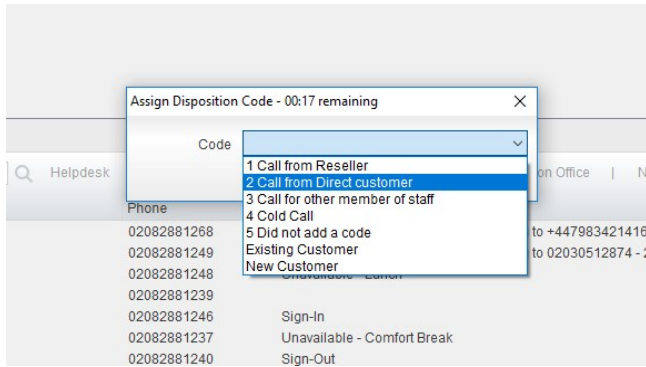 Assign Disposition Code - 00:17 remaining
Code
1 Call from Reseller
Helpdesk
on Office | N
2 Call from Direct customer
3 Call for other member of staff
Phone
4 Cold Call
02082881268
5 Did not add a code
to +447983421416
02082881249
Existing Customer
to 02030512874 - 2
02082881248
New Customer
Unavailable - Lunch
02082881239
02082881246 Sign-In
02082881237 Unavailable - Comfort Break
02082881240 Sign-Out